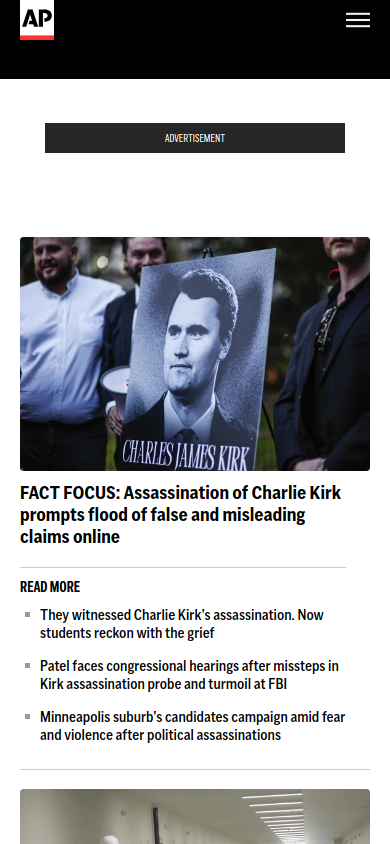 AP
ADVERTISEMENT
CHARLES JAMES KIRK
FACT FOCUS: Assassination of Charlie Kirk
prompts flood of false and misleading
claims online
READ MORE
They witnessed Charlie Kirk's assassination. Now
students reckon with the grief
Patel faces congressional hearings after missteps in
Kirk assassination probe and turmoil at FBI
Minneapolis suburb's candidates campaign amid fear
and violence after political assassinations